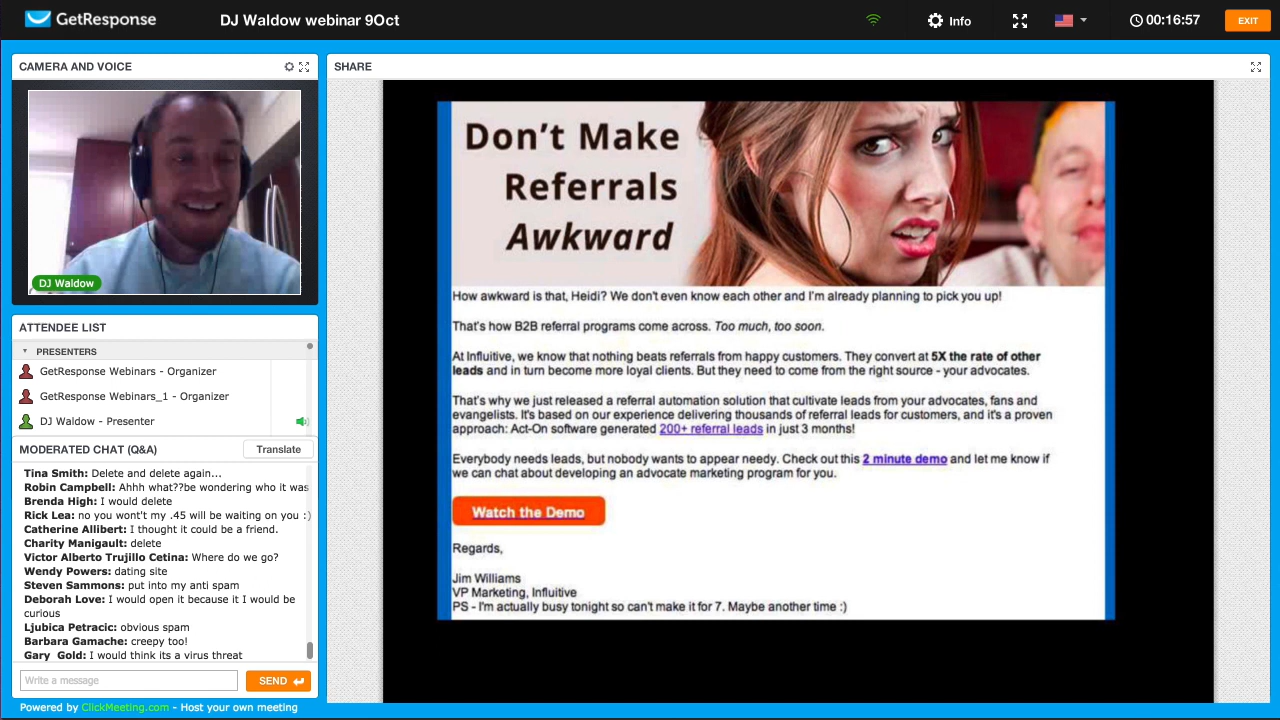 GetResponse
DJ Waldow webinar 9Oct
Info
00:16:57
EXIT
CAMERA AND VOICE
DJ Waldow
ATTENDEE LIST
PRESENTERS
GetResponse Webinars - Organizer
GetResponse Webinars_1 - Organizer
DJ Waldow - Presenter
MODERATED CHAT (Q&A)
Translate
Tina Smith: Delete and delete again...
Robin Campbell: Ahhh what??be wondering who it was
Brenda High: I would delete
Rick Lea: no you wont't my .45 will be waiting on you :)
Catherine Allibert: I thought it could be a friend.
Charity Manigault: delete
Victor Alberto Trujillo Cetina: Where do we go?
Wendy Powers: dating site
Steven Sammons: put into my anti spam
Deborah Love: I would open it because it I would be
curious
Ljubica Petracic: obvious spam
Barbara Gamache: creepy too!
Gary Gold: I would think its a virus threat
Write a message
SEND
Powered by ClickMeeting.com - Host your own meeting
SHARE
Don't Make
Referrals
Awkward
How awkward is that, Heidi? We don't even know each other and I'm already planning to pick you up!
That's how B2B referral programs come across. Too much, too soon.
At Influitive, we know that nothing beats referrals from happy customers. They convert at 5X the rate of other
leads and in turn become more loyal clients. But they need to come from the right source - your advocates.
That's why we just released a referral automation solution that cultivate leads from your advocates, fans and
evangelists. It's based on our experience delivering thousands of referral leads for customers, and it's a proven
approach: Act-On software generated 200+ referral leads in just 3 months!
Everybody needs leads, but nobody wants to appear needy. Check out this 2 minute demo and let me know if
we can chat about developing an advocate marketing program for you.
Watch the Demo
Regards,
Jim Williams
VP Marketing, Influitive
PS - I'm actually busy tonight so can't make it for 7. Maybe another time :)